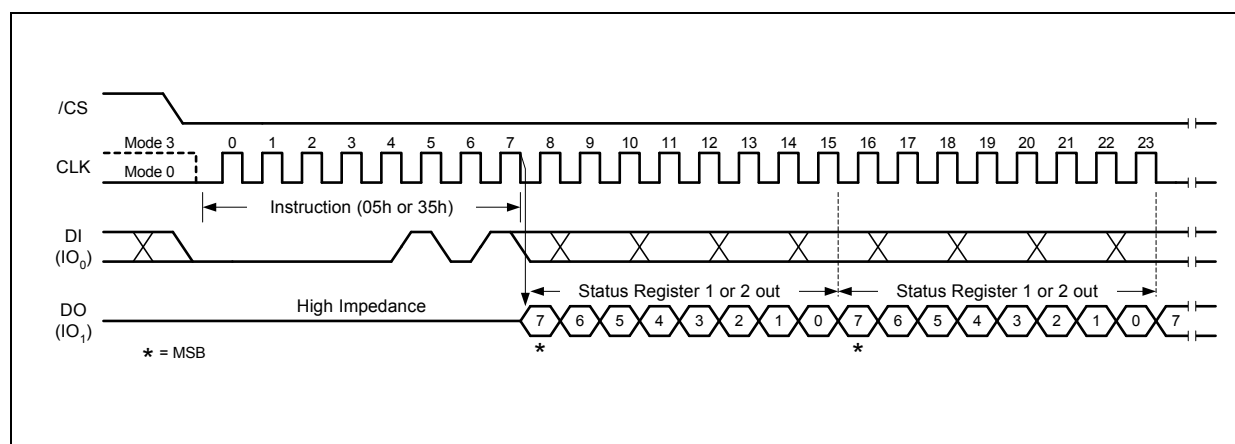 /CS
Mode 3
0 1 2 3 4 5 6 7 8 9 10 11 12 13 14 15 16 17 18 19 20 21 22 23
CLK
Mode 0
Instruction (05h or 35h)
DI
(IO0)
Status Register 1 or 2 out Status Register 1 or 2 out
High Impedance
DO
(IO1)
7 6 5 4 3 2 1 0 7 6 5 4 3 2 1 0 7
* *
* = MSB